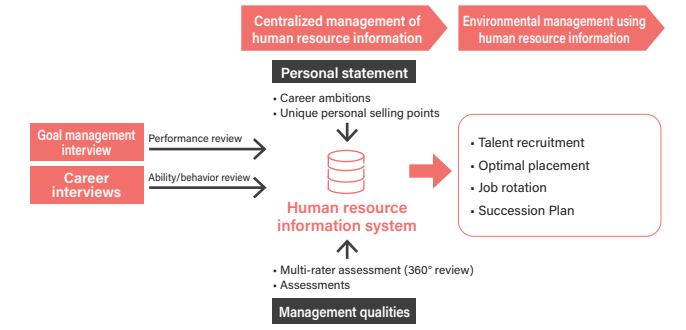 Centralized management of
human resource information
Environmental management using
human resource information
Personal statement
• Career ambitions
• Unique personal selling points
Goal management
interview
Performance review
Career
interviews
Ability/behavior review
Human resource
information system
• Talent recruitment
• Optimal placement
• Job rotation
• Succession Plan
• Multi-rater assessment (360° review)
• Assessments
Management qualities